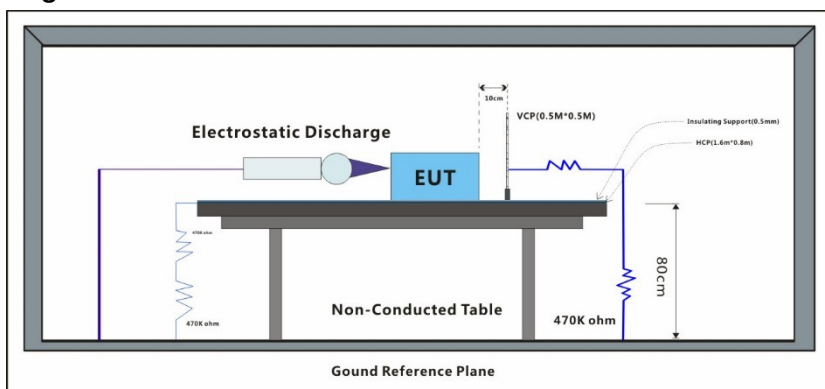 10cm
VCP(0.5M*0.5M)
Insulating Support(0.5mm)
Electrostatic Discharge
HCP(1.6m*0.8m)
EUT
470K ohm
80cm
Non-Conducted Table
470K ohm
470K ohm
Gound Reference Plane